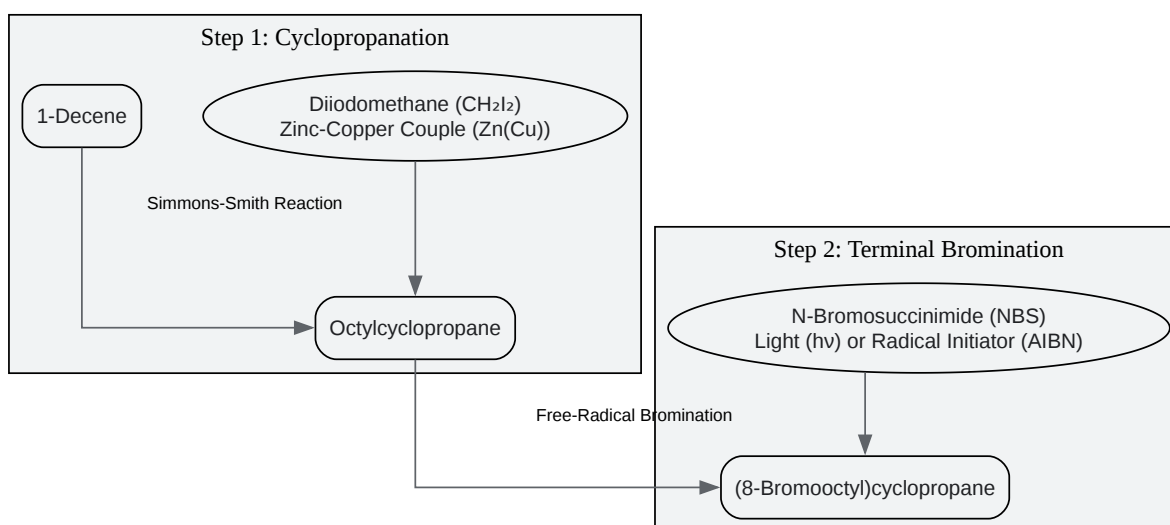 Step 1: Cyclopropanation
1-Decene
Diiodomethane (CH₂I₂)
Zinc-Copper Couple (Zn(Cu))
Simmons-Smith Reaction
Octylcyclopropane
Step 2: Terminal Bromination
N-Bromosuccinimide (NBS)
Light (hν) or Radical Initiator (AIBN)
Free-Radical Bromination
(8-Bromooctyl)cyclopropane